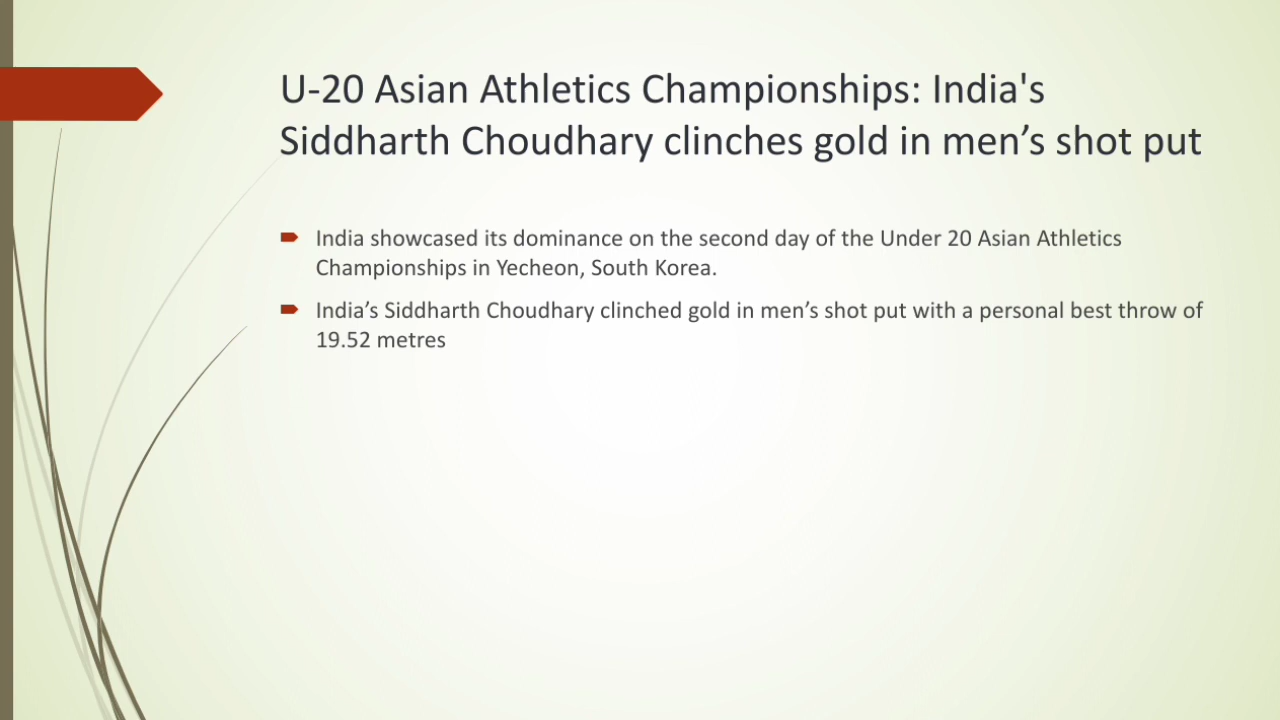 U-20 Asian Athletics Championships: India's
Siddharth Choudhary clinches gold in men’s shot put
India showcased its dominance on the second day of the Under 20 Asian Athletics
Championships in Yecheon, South Korea.
India’s Siddharth Choudhary clinched gold in men’s shot put with a personal best throw of
19.52 metres